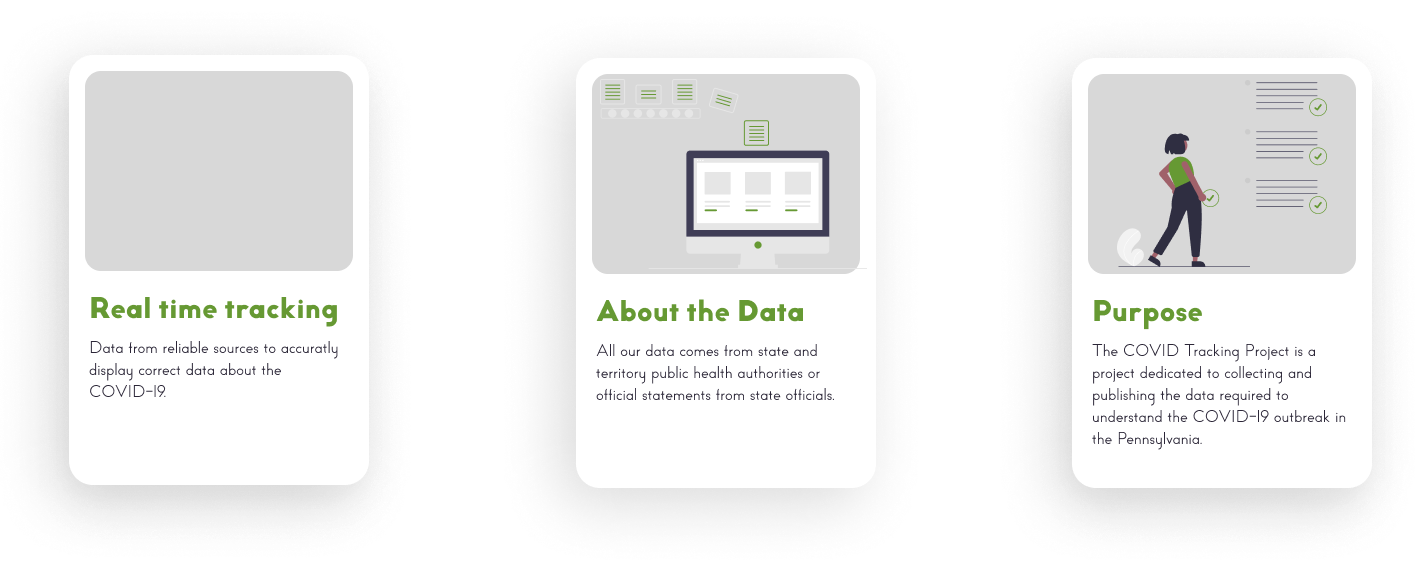 Real time tracking
Data from reliable sources to accuratly
display correct data about the
COVID-19.
About the Data
All our data comes from state and
territory public health authorities or
official statements from state officials.
Purpose
The COVID Tracking Project is a
project dedicated to collecting and
publishing the data required to
understand the COVID-19 outbreak in
the Pennsylvania.